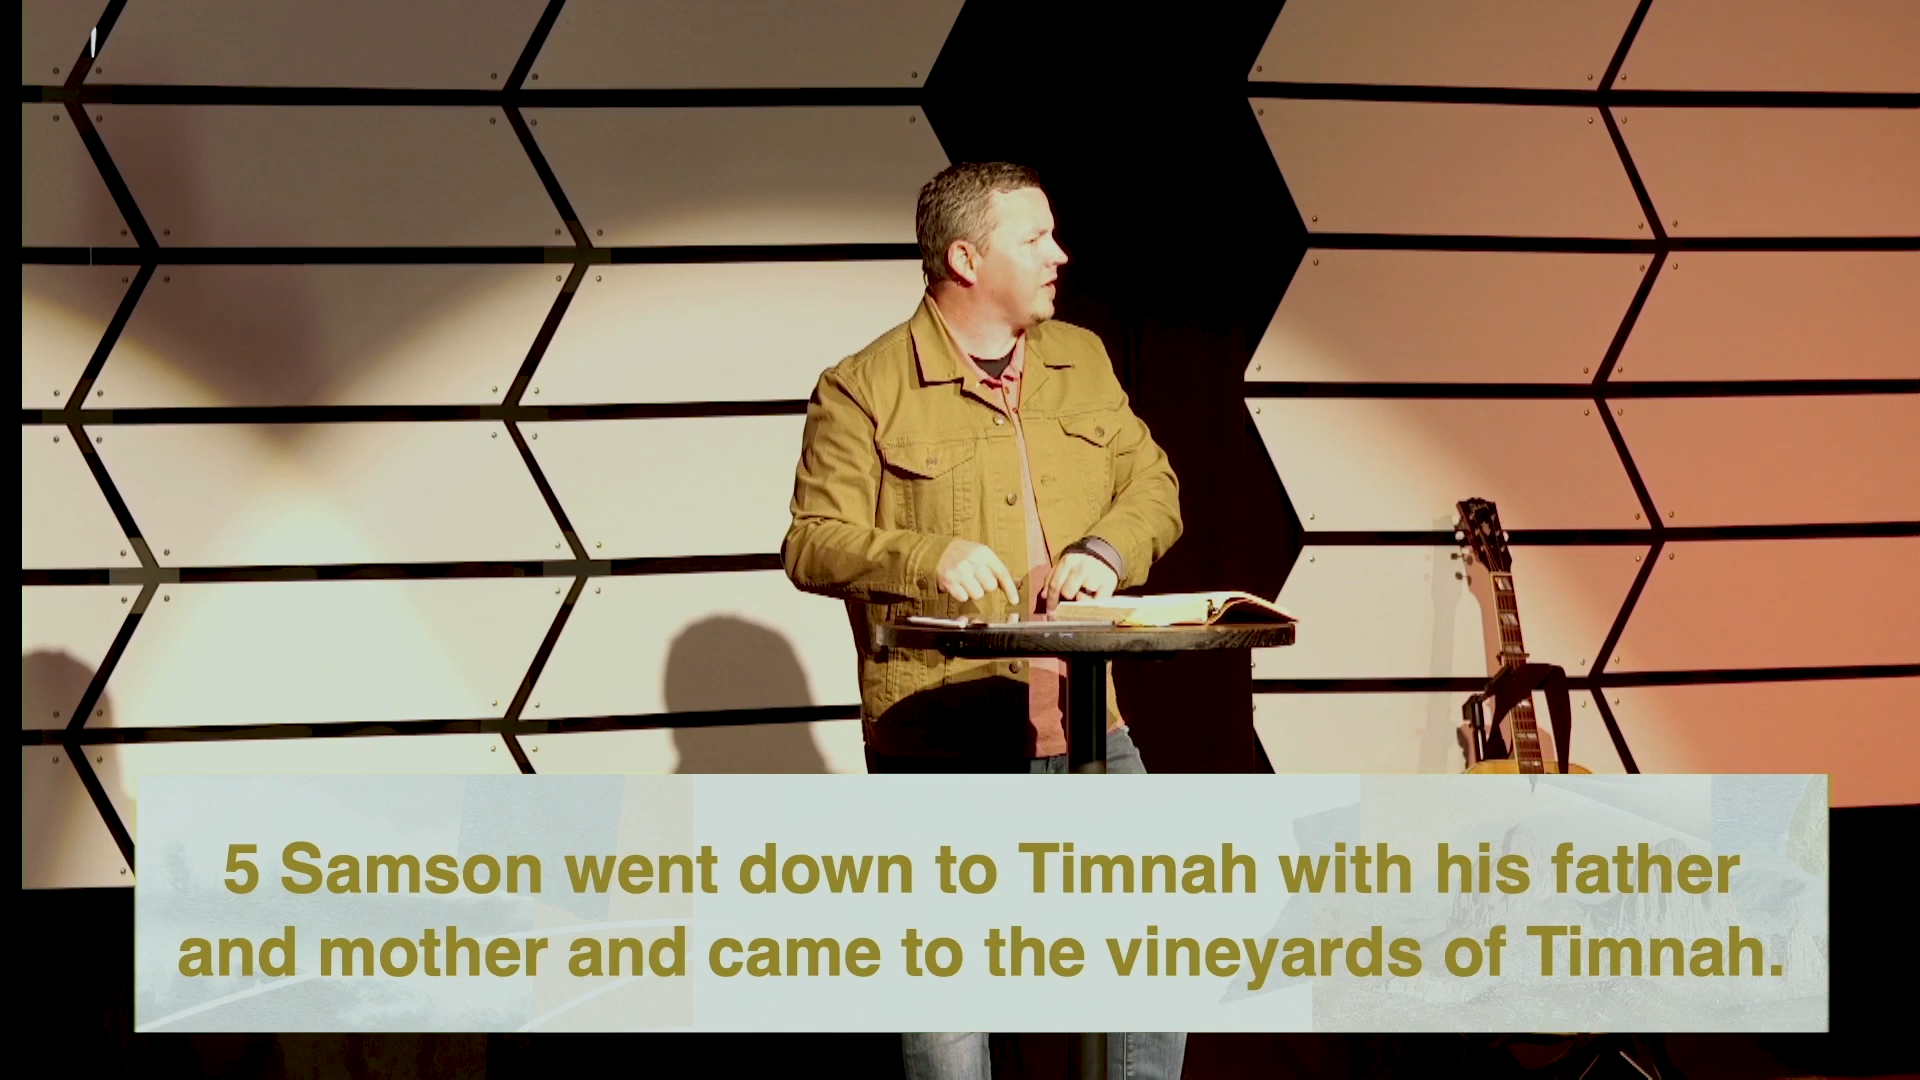 5 Samson went down to Timnah with his father
and mother and came to the vineyards of Timnah.